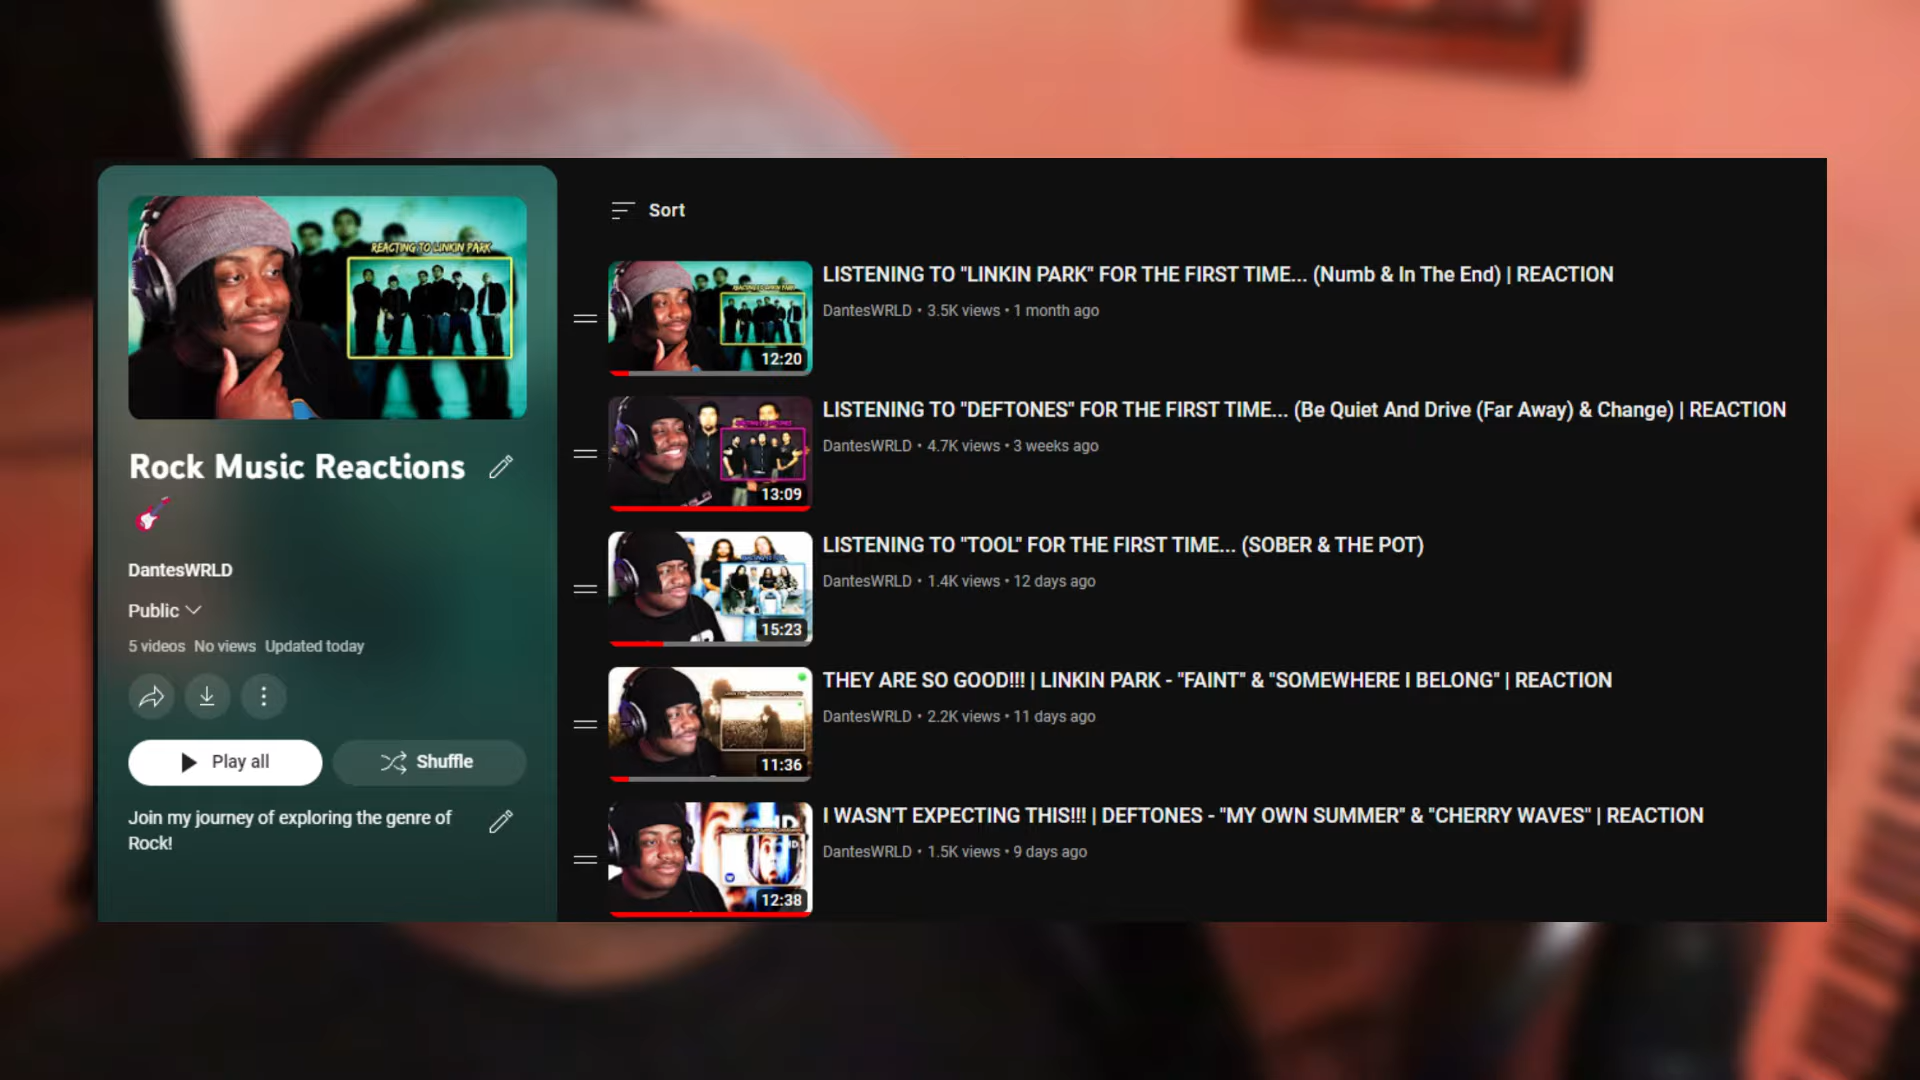 REACTING TO LINKIN PARK
Rock Music Reactions
DantesWRLD
Public
5 videos No views Updated today
Play all
Shuffle
Join my journey of exploring the genre of
Rock!
Sort
LISTENING TO "LINKIN PARK" FOR THE FIRST TIME... (Numb & In The End) | REACTION
DantesWRLD • 3.5K views • 1 month ago
12:20
LISTENING TO "DEFTONES" FOR THE FIRST TIME... (Be Quiet And Drive (Far Away) & Change) | REACTION
DantesWRLD • 4.7K views • 3 weeks ago
13:09
LISTENING TO "TOOL" FOR THE FIRST TIME... (SOBER & THE POT)
DantesWRLD • 1.4K views • 12 days ago
15:23
THEY ARE SO GOOD!!! | LINKIN PARK - "FAINT" & "SOMEWHERE I BELONG" | REACTION
DantesWRLD • 2.2K views • 11 days ago
11:36
I WASN'T EXPECTING THIS!!! | DEFTONES - "MY OWN SUMMER" & "CHERRY WAVES" | REACTION
DantesWRLD • 1.5K views • 9 days ago
12:38